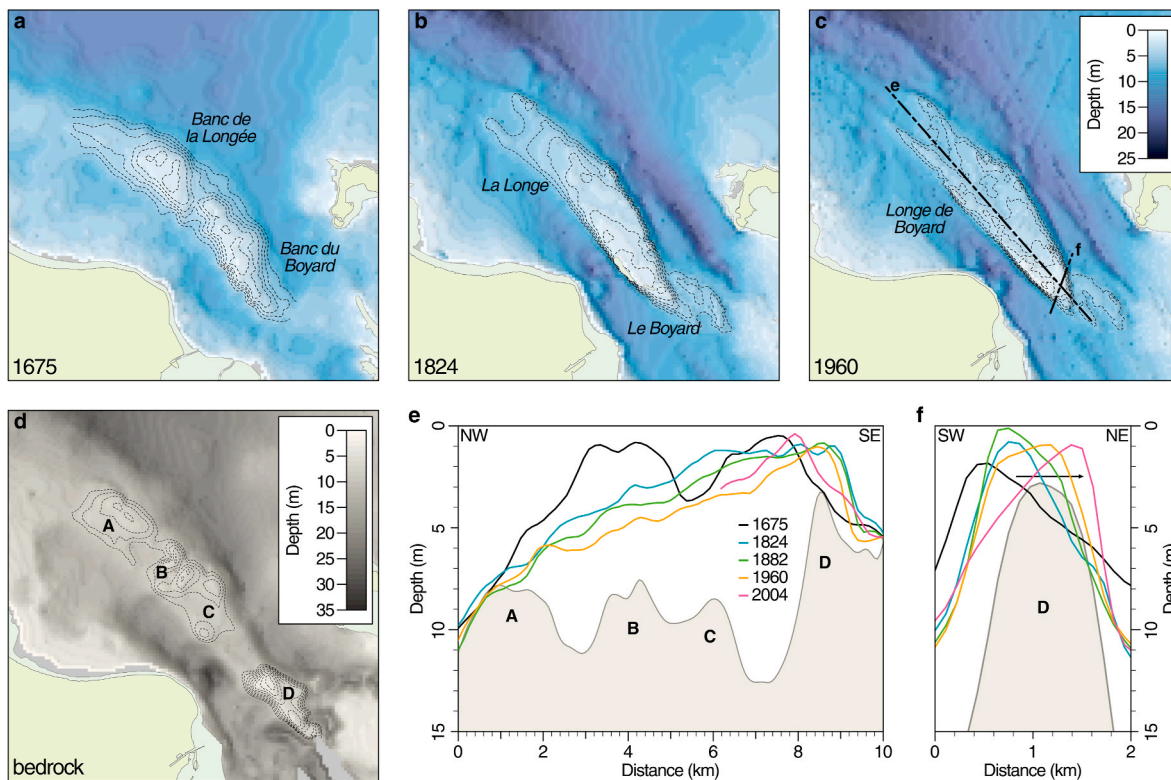 a
Banc de
la Longée
Banc du
Boyard
1675
b
La Longe
Le Boyard
1824
c
e
Longe de
Boyard
f
1960
Depth (m)
0
5
10
15
20
25
d
A
B
C
D
bedrock
Depth (m)
0
5
10
15
20
25
30
35
e
NW
SE
Depth (m)
0
5
10
15
1675
1824
1882
1960
2004
A
B
C
D
0
2
4
6
8
10
Distance (km)
f
SW
NE
D
0
5
10
15
Depth (m)
0
1
2
Distance (km)